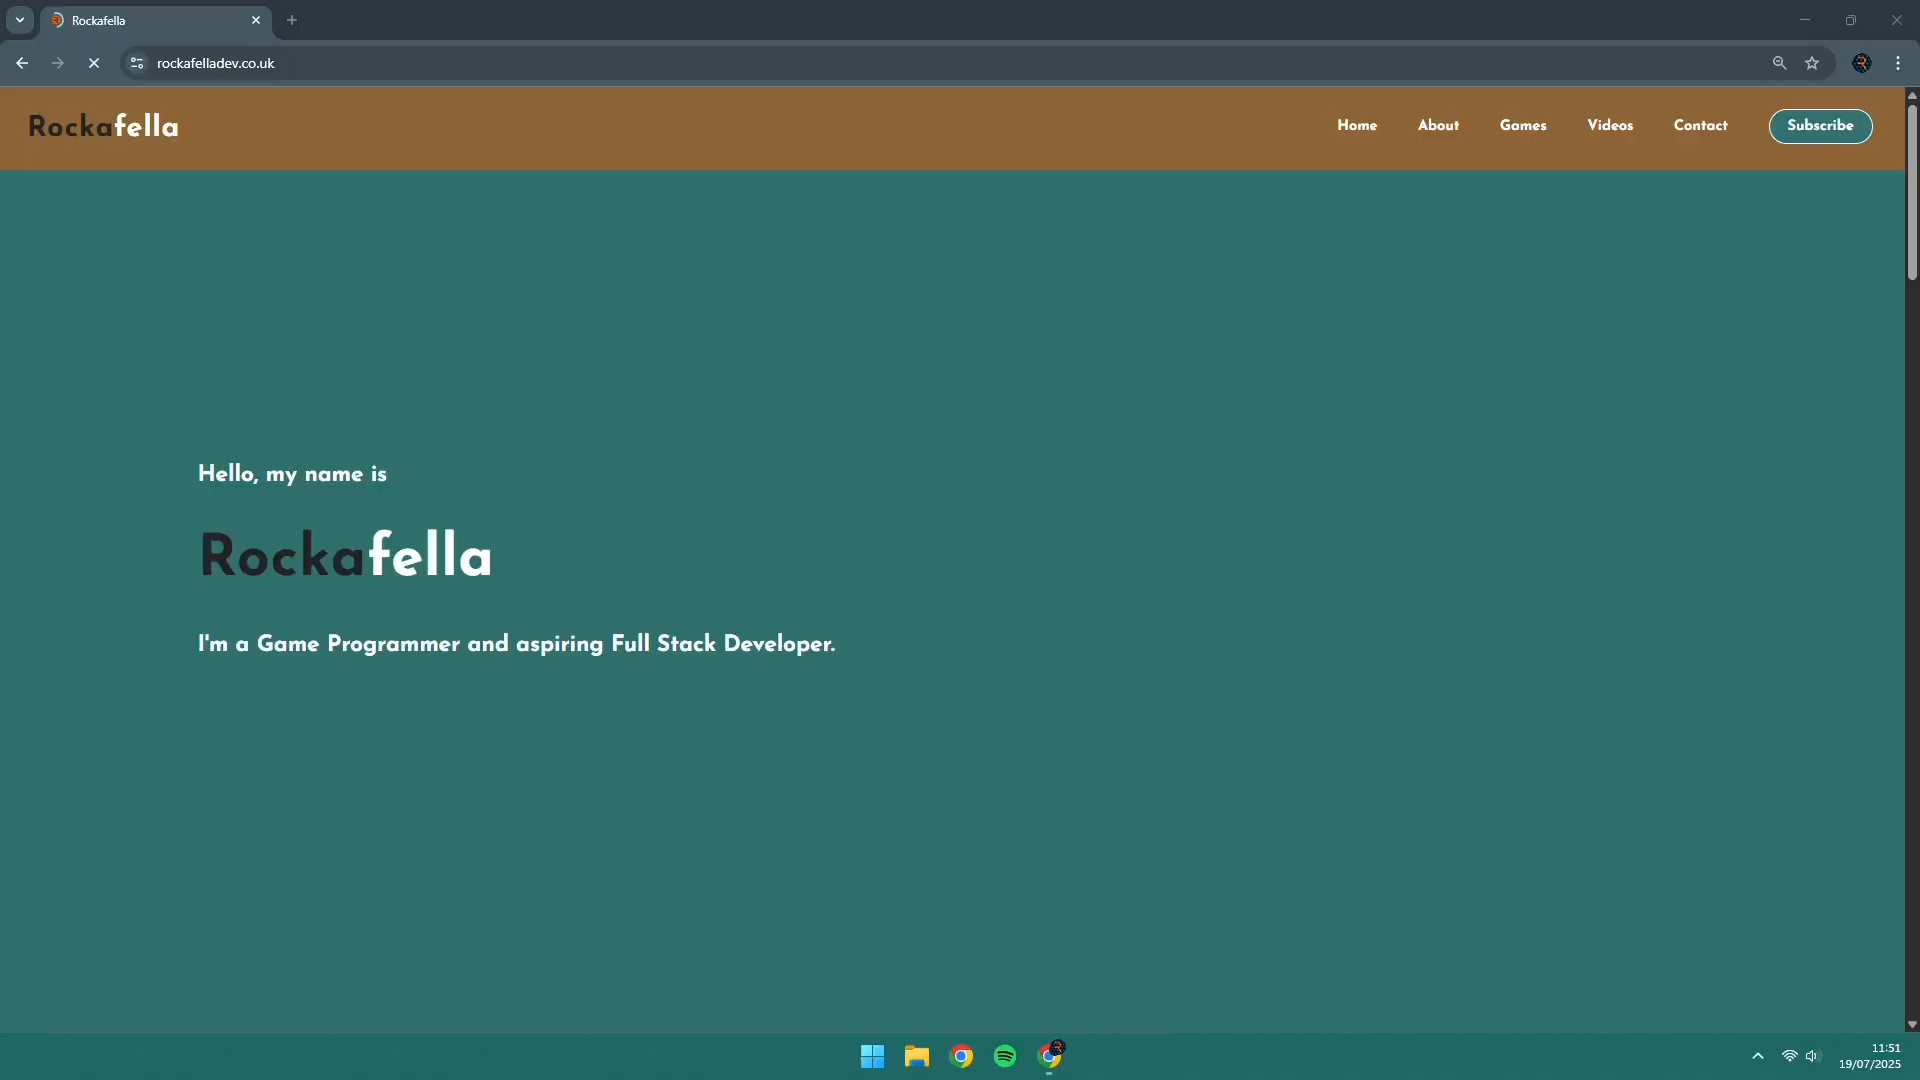 Rockafella
rockafelladev.co.uk
Rockafella
Home About Games Videos Contact Subscribe
Hello, my name is
Rockafella
I'm a Game Programmer and aspiring Full Stack Developer.
11:51
19/07/2025